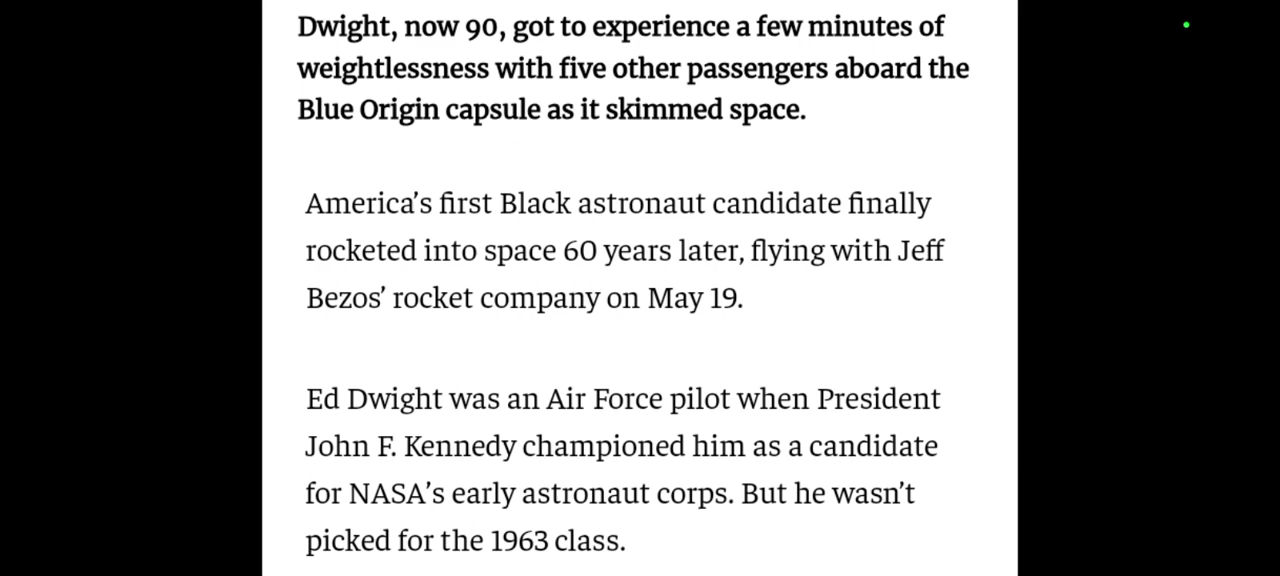 Dwight, now 90, got to experience a few minutes of
weightlessness with five other passengers aboard the
Blue Origin capsule as it skimmed space.
America’s first Black astronaut candidate finally
rocketed into space 60 years later, flying with Jeff
Bezos’ rocket company on May 19.
Ed Dwight was an Air Force pilot when President
John F. Kennedy championed him as a candidate
for NASA’s early astronaut corps. But he wasn’t
picked for the 1963 class.